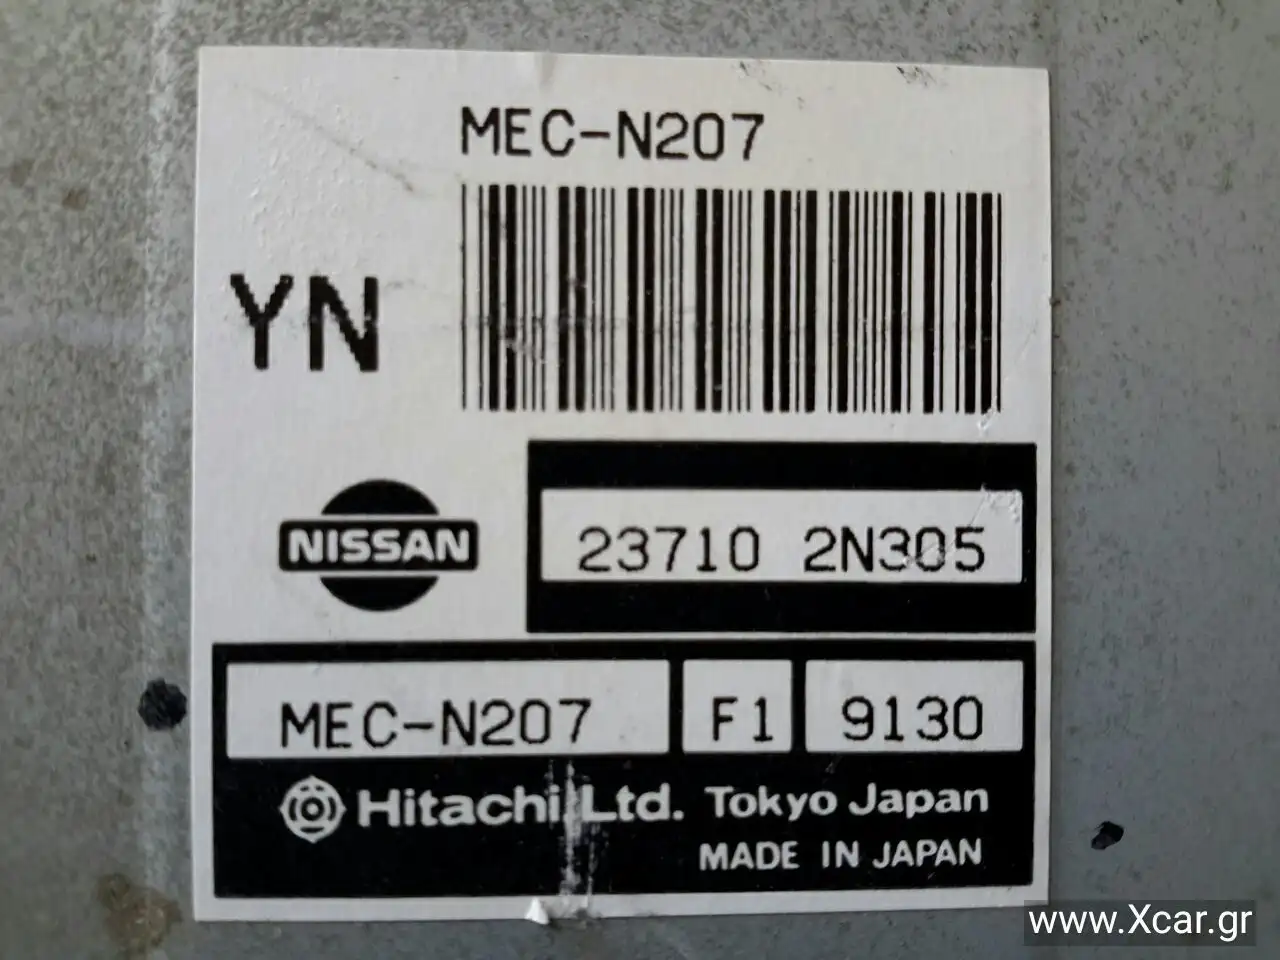 MEC-N207
YN
NISSAN
23710 2N305
MEC-N207 F1 9130
Hitachi, Ltd. Tokyo Japan
MADE IN JAPAN
www.Xcar.gr